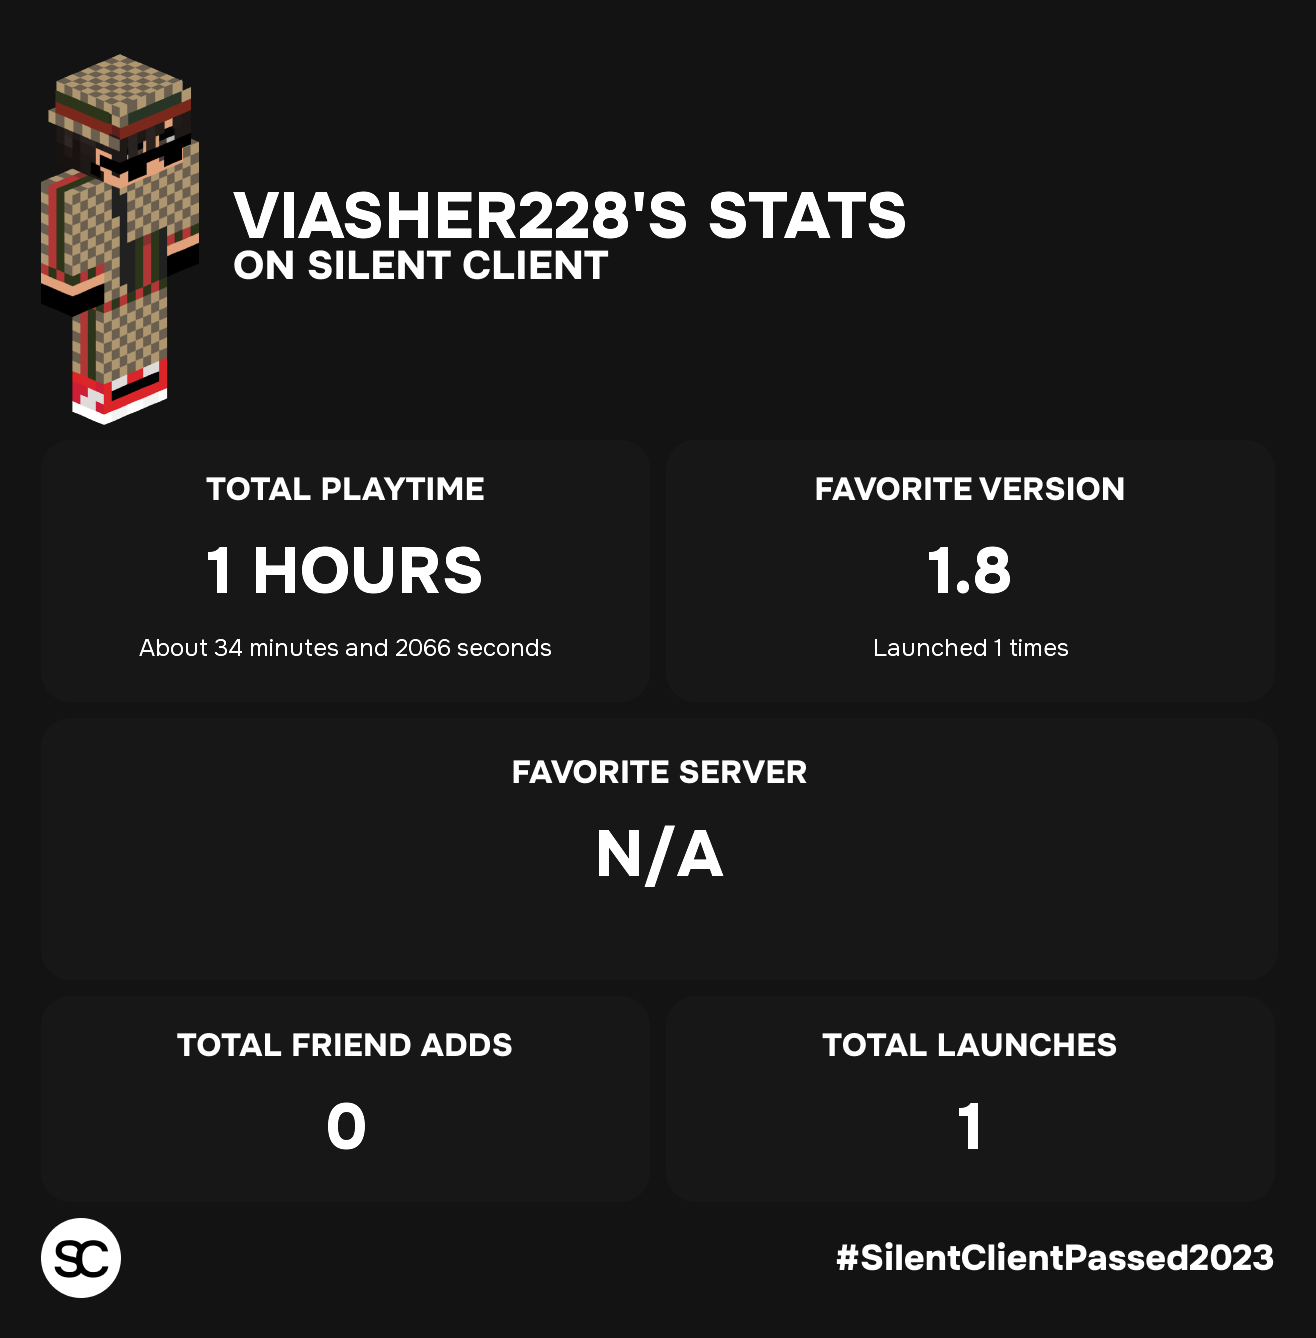 VIASHER228'S STATS
ON SILENT CLIENT
TOTAL PLAYTIME
1 HOURS
About 34 minutes and 2066 seconds
FAVORITE VERSION
1.8
Launched 1 times
FAVORITE SERVER
N/A
TOTAL FRIEND ADDS
0
TOTAL LAUNCHES
1
SC
#SilentClientPassed2023